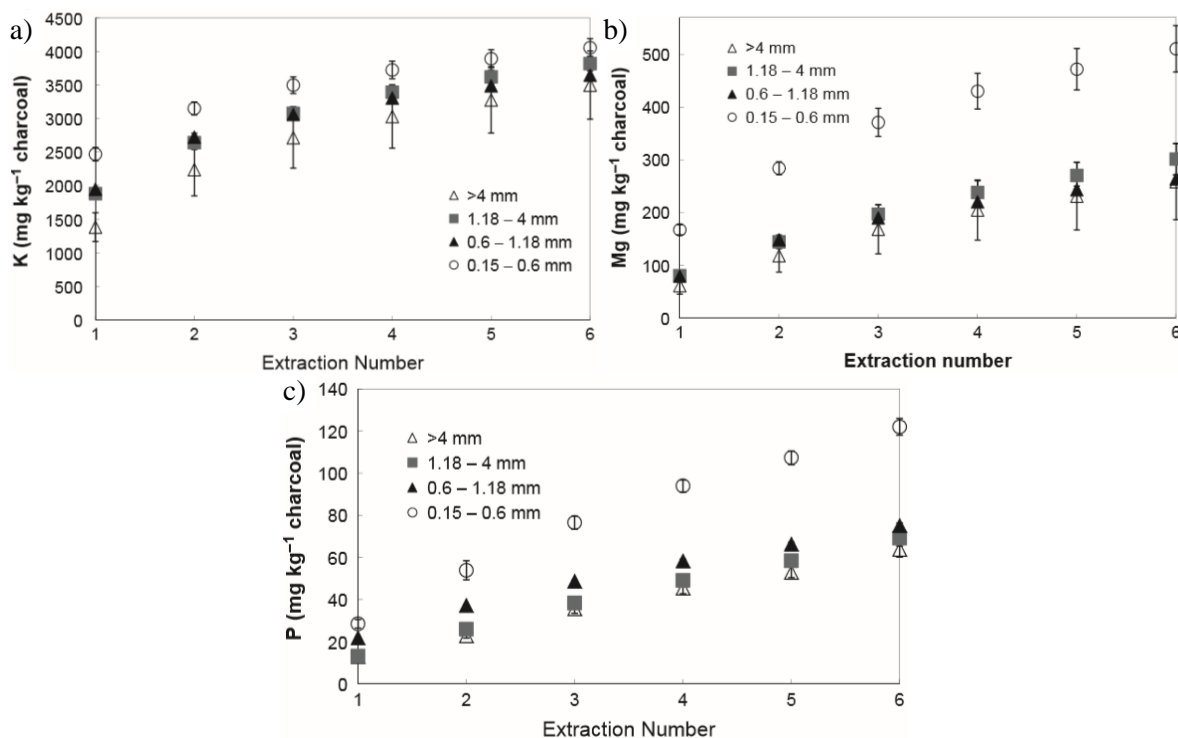 a)
K (mg kg⁻¹ charcoal)
4500
4000
3500
3000
2500
2000
1500
1000
500
0
>4 mm
1.18 – 4 mm
0.6 – 1.18 mm
0.15 – 0.6 mm
1 2 3 4 5 6
Extraction Number
b)
Mg (mg kg⁻¹ charcoal)
500
400
300
200
100
0
>4 mm
1.18 – 4 mm
0.6 – 1.18 mm
0.15 – 0.6 mm
1 2 3 4 5 6
Extraction number
c)
P (mg kg⁻¹ charcoal)
140
120
100
80
60
40
20
0
>4 mm
1.18 – 4 mm
0.6 – 1.18 mm
0.15 – 0.6 mm
1 2 3 4 5 6
Extraction Number